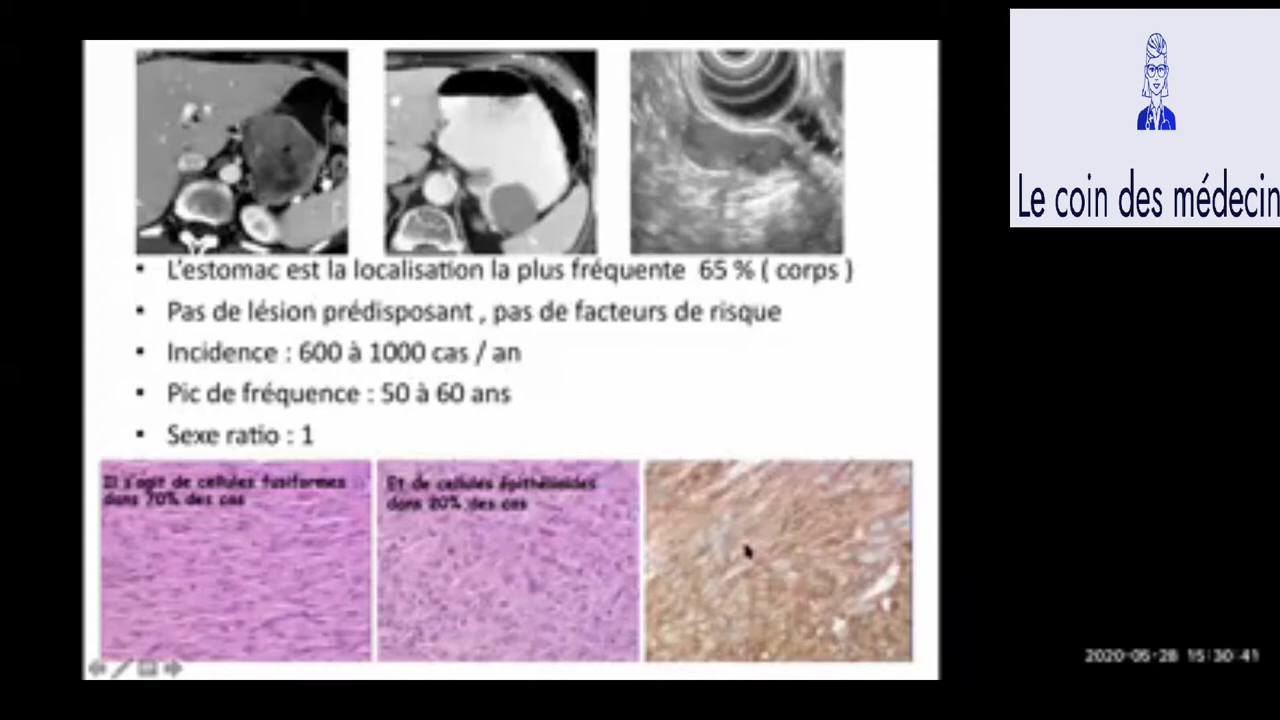 Le coin des médecin
• L'estomac est la localisation la plus fréquente 65 % ( corps )
• Pas de lésion prédisposant , pas de facteurs de risque
• Incidence : 600 à 1000 cas / an
• Pic de fréquence : 50 à 60 ans
• Sexe ratio : 1
Il s'agit de cellules fusiformes
dans 70% des cas
Et de cellules épithélioïdes
dans 20% des cas
2020-05-28 15:30:41